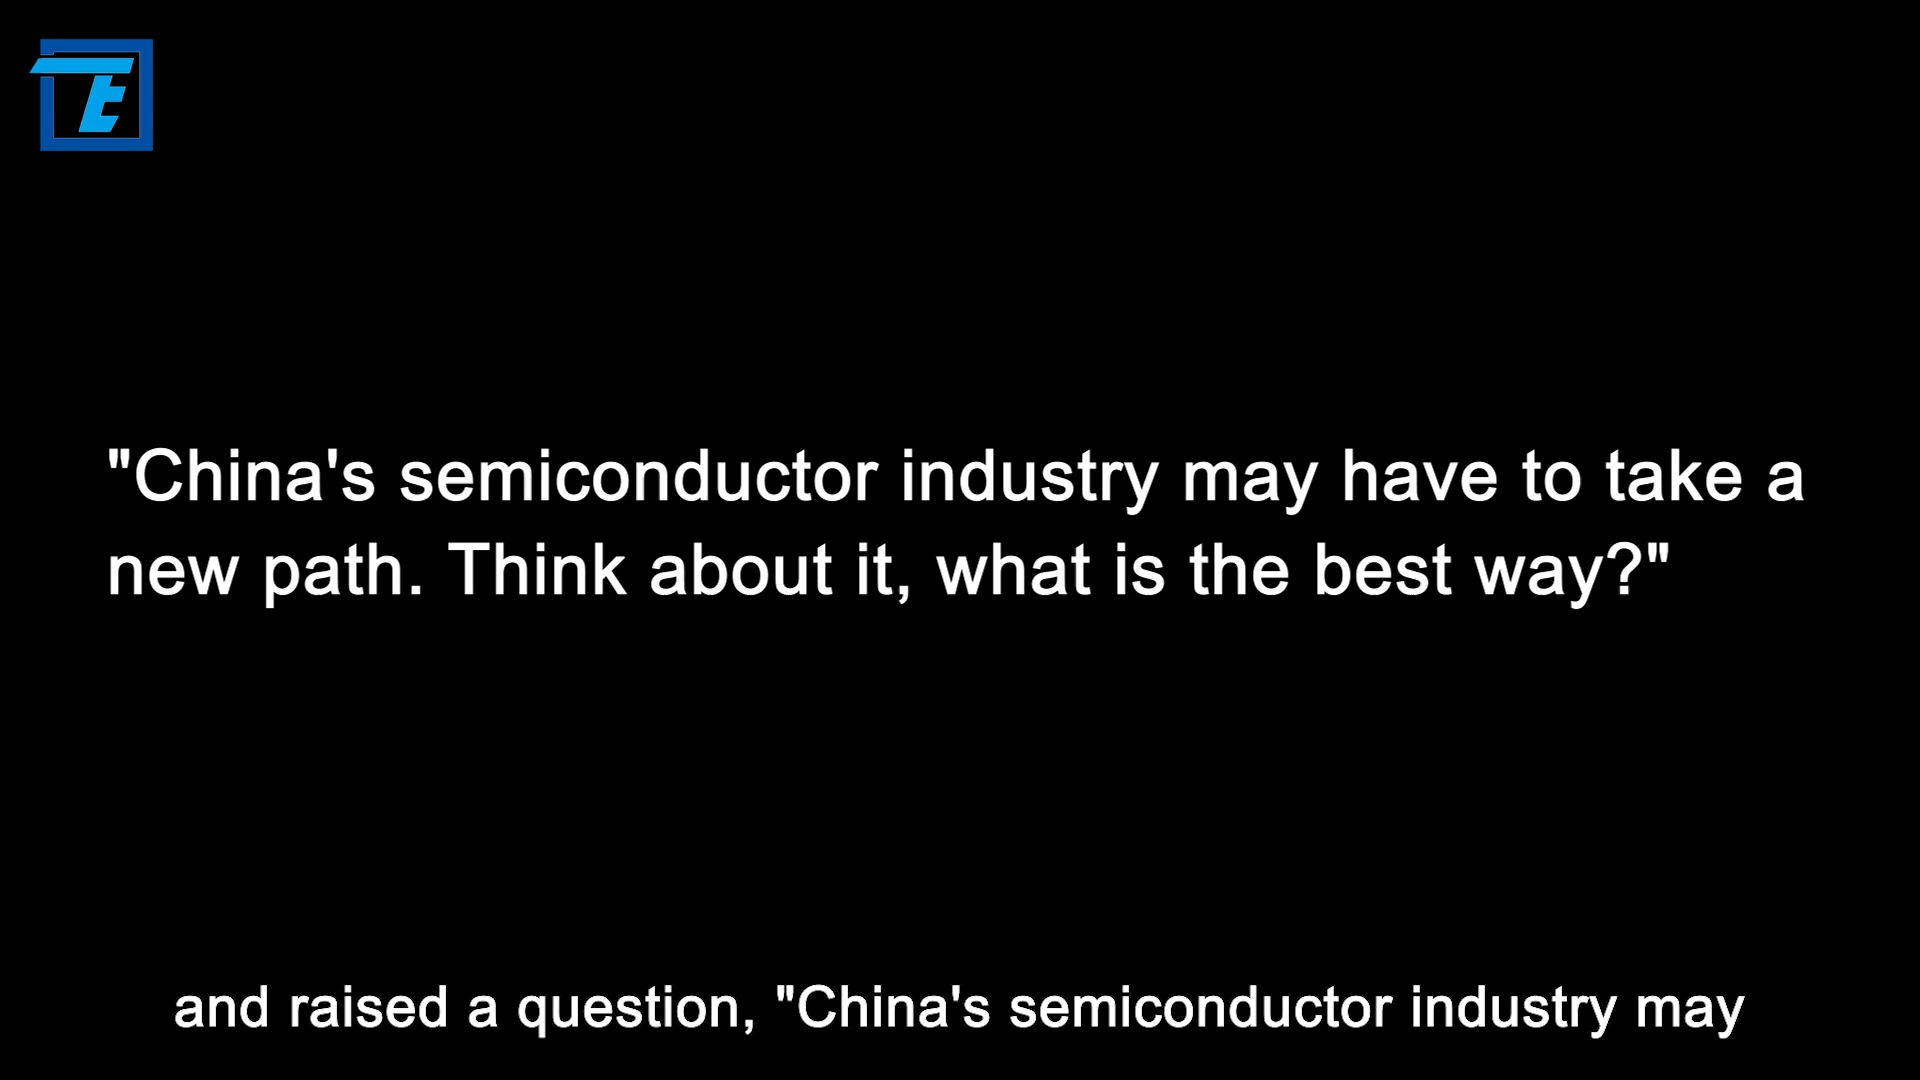 TE
"China's semiconductor industry may have to take a
new path. Think about it, what is the best way?"
and raised a question, "China's semiconductor industry may